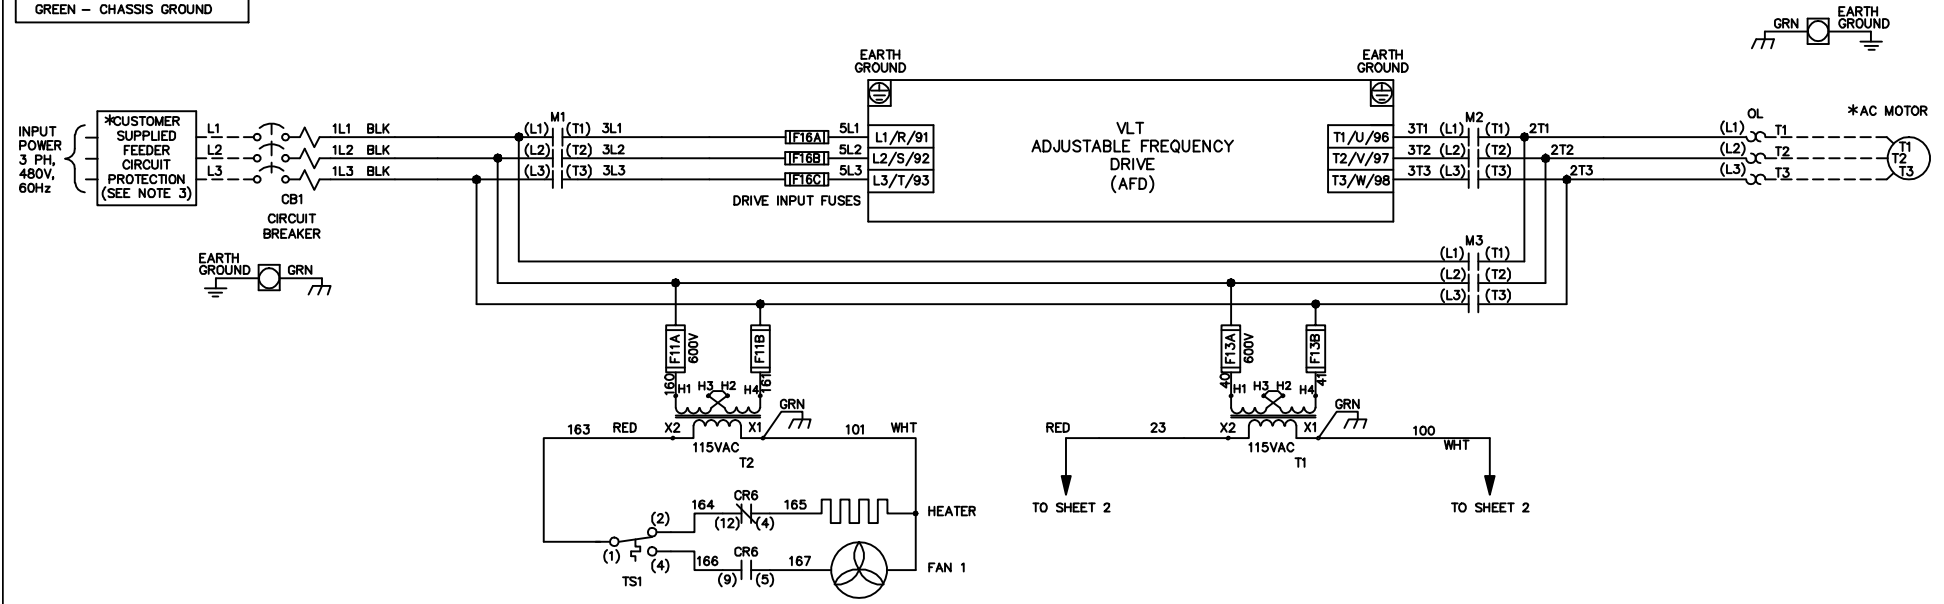 GREEN – CHASSIS GROUND
GRN
EARTH
GROUND
EARTH
GROUND
EARTH
GROUND
INPUT
POWER
3 PH,
480V,
60Hz
*CUSTOMER
SUPPLIED
FEEDER
CIRCUIT
PROTECTION
(SEE NOTE 3)
L1
L2
L3
CB1
CIRCUIT
BREAKER
1L1 BLK
1L2 BLK
1L3 BLK
M1
(L1) (T1) 3L1
(L2) (T2) 3L2
(L3) (T3) 3L3
F16A
F16B
F16C
5L1
5L2
5L3
DRIVE INPUT FUSES
L1/R/91
L2/S/92
L3/T/93
VLT
ADJUSTABLE FREQUENCY
DRIVE
(AFD)
T1/U/96
T2/V/97
T3/W/98
M2
3T1 (L1) (T1) 2T1
3T2 (L2) (T2) 2T2
3T3 (L3) (T3) 2T3
OL
(L1) T1
(L2) T2
(L3) T3
*AC MOTOR
T1
T2
T3
EARTH
GROUND
GRN
M3
(L1) (T1)
(L2) (T2)
(L3) (T3)
F11A
600V
F11B
160
161
H1 H3 H2 H4
GRN
163 RED X2 X1 101 WHT
115VAC
T2
F13A
600V
F13B
40
41
H1 H3 H2 H4
GRN
RED 23 X2 X1 100
WHT
115VAC
T1
TO SHEET 2
TO SHEET 2
CR6
164 165
(12) (4)
HEATER
(2)
(1)
(4)
TS1
CR6
166 167
(9) (5)
FAN 1